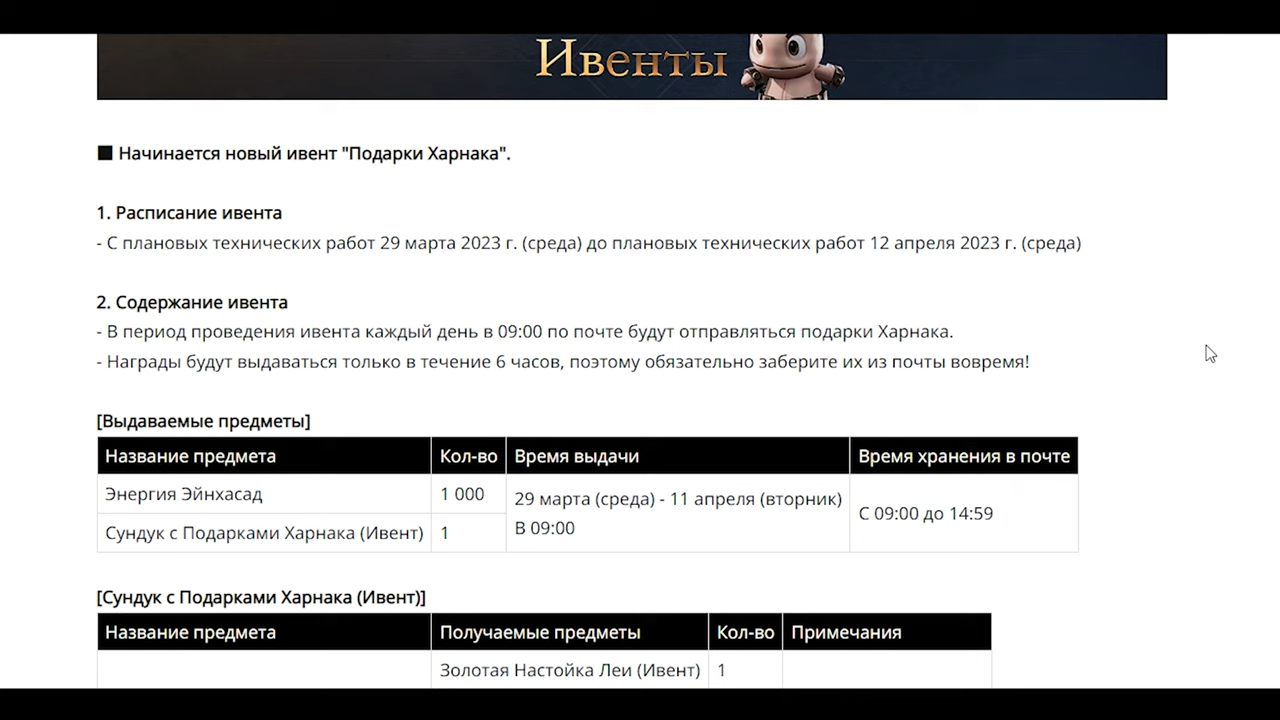 Ивенты
■ Начинается новый ивент "Подарки Харнака".
1. Расписание ивента
- С плановых технических работ 29 марта 2023 г. (среда) до плановых технических работ 12 апреля 2023 г. (среда)
2. Содержание ивента
- В период проведения ивента каждый день в 09:00 по почте будут отправляться подарки Харнака.
- Награды будут выдаваться только в течение 6 часов, поэтому обязательно заберите их из почты вовремя!
[Выдаваемые предметы]
Название предмета Кол-во Время выдачи Время хранения в почте
Энергия Эйнхасад 1 000
29 марта (среда) - 11 апреля (вторник)
В 09:00
С 09:00 до 14:59
Сундук с Подарками Харнака (Ивент) 1
[Сундук с Подарками Харнака (Ивент)]
Название предмета Получаемые предметы Кол-во Примечания
Золотая Настойка Леи (Ивент) 1